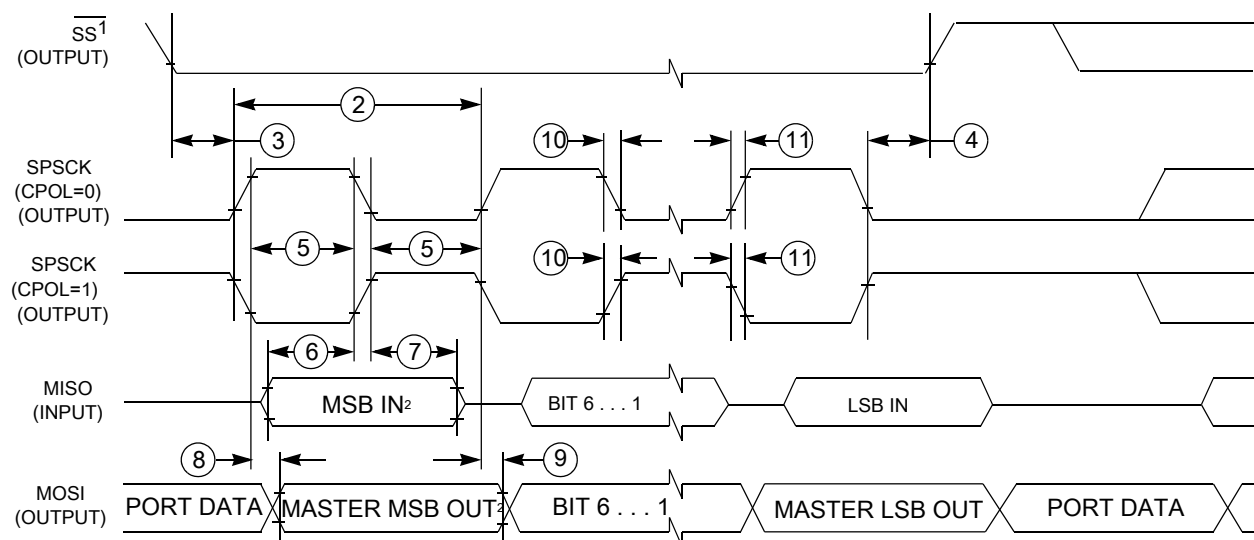 SS1
(OUTPUT)
2
3
10
11
4
SPSCK
(CPOL=0)
(OUTPUT)
5
5
SPSCK
(CPOL=1)
(OUTPUT)
10
11
6
7
MISO
(INPUT)
MSB IN2
BIT 6 . . . 1
LSB IN
8
9
MOSI
(OUTPUT)
PORT DATA
MASTER MSB OUT2
BIT 6 . . . 1
MASTER LSB OUT
PORT DATA